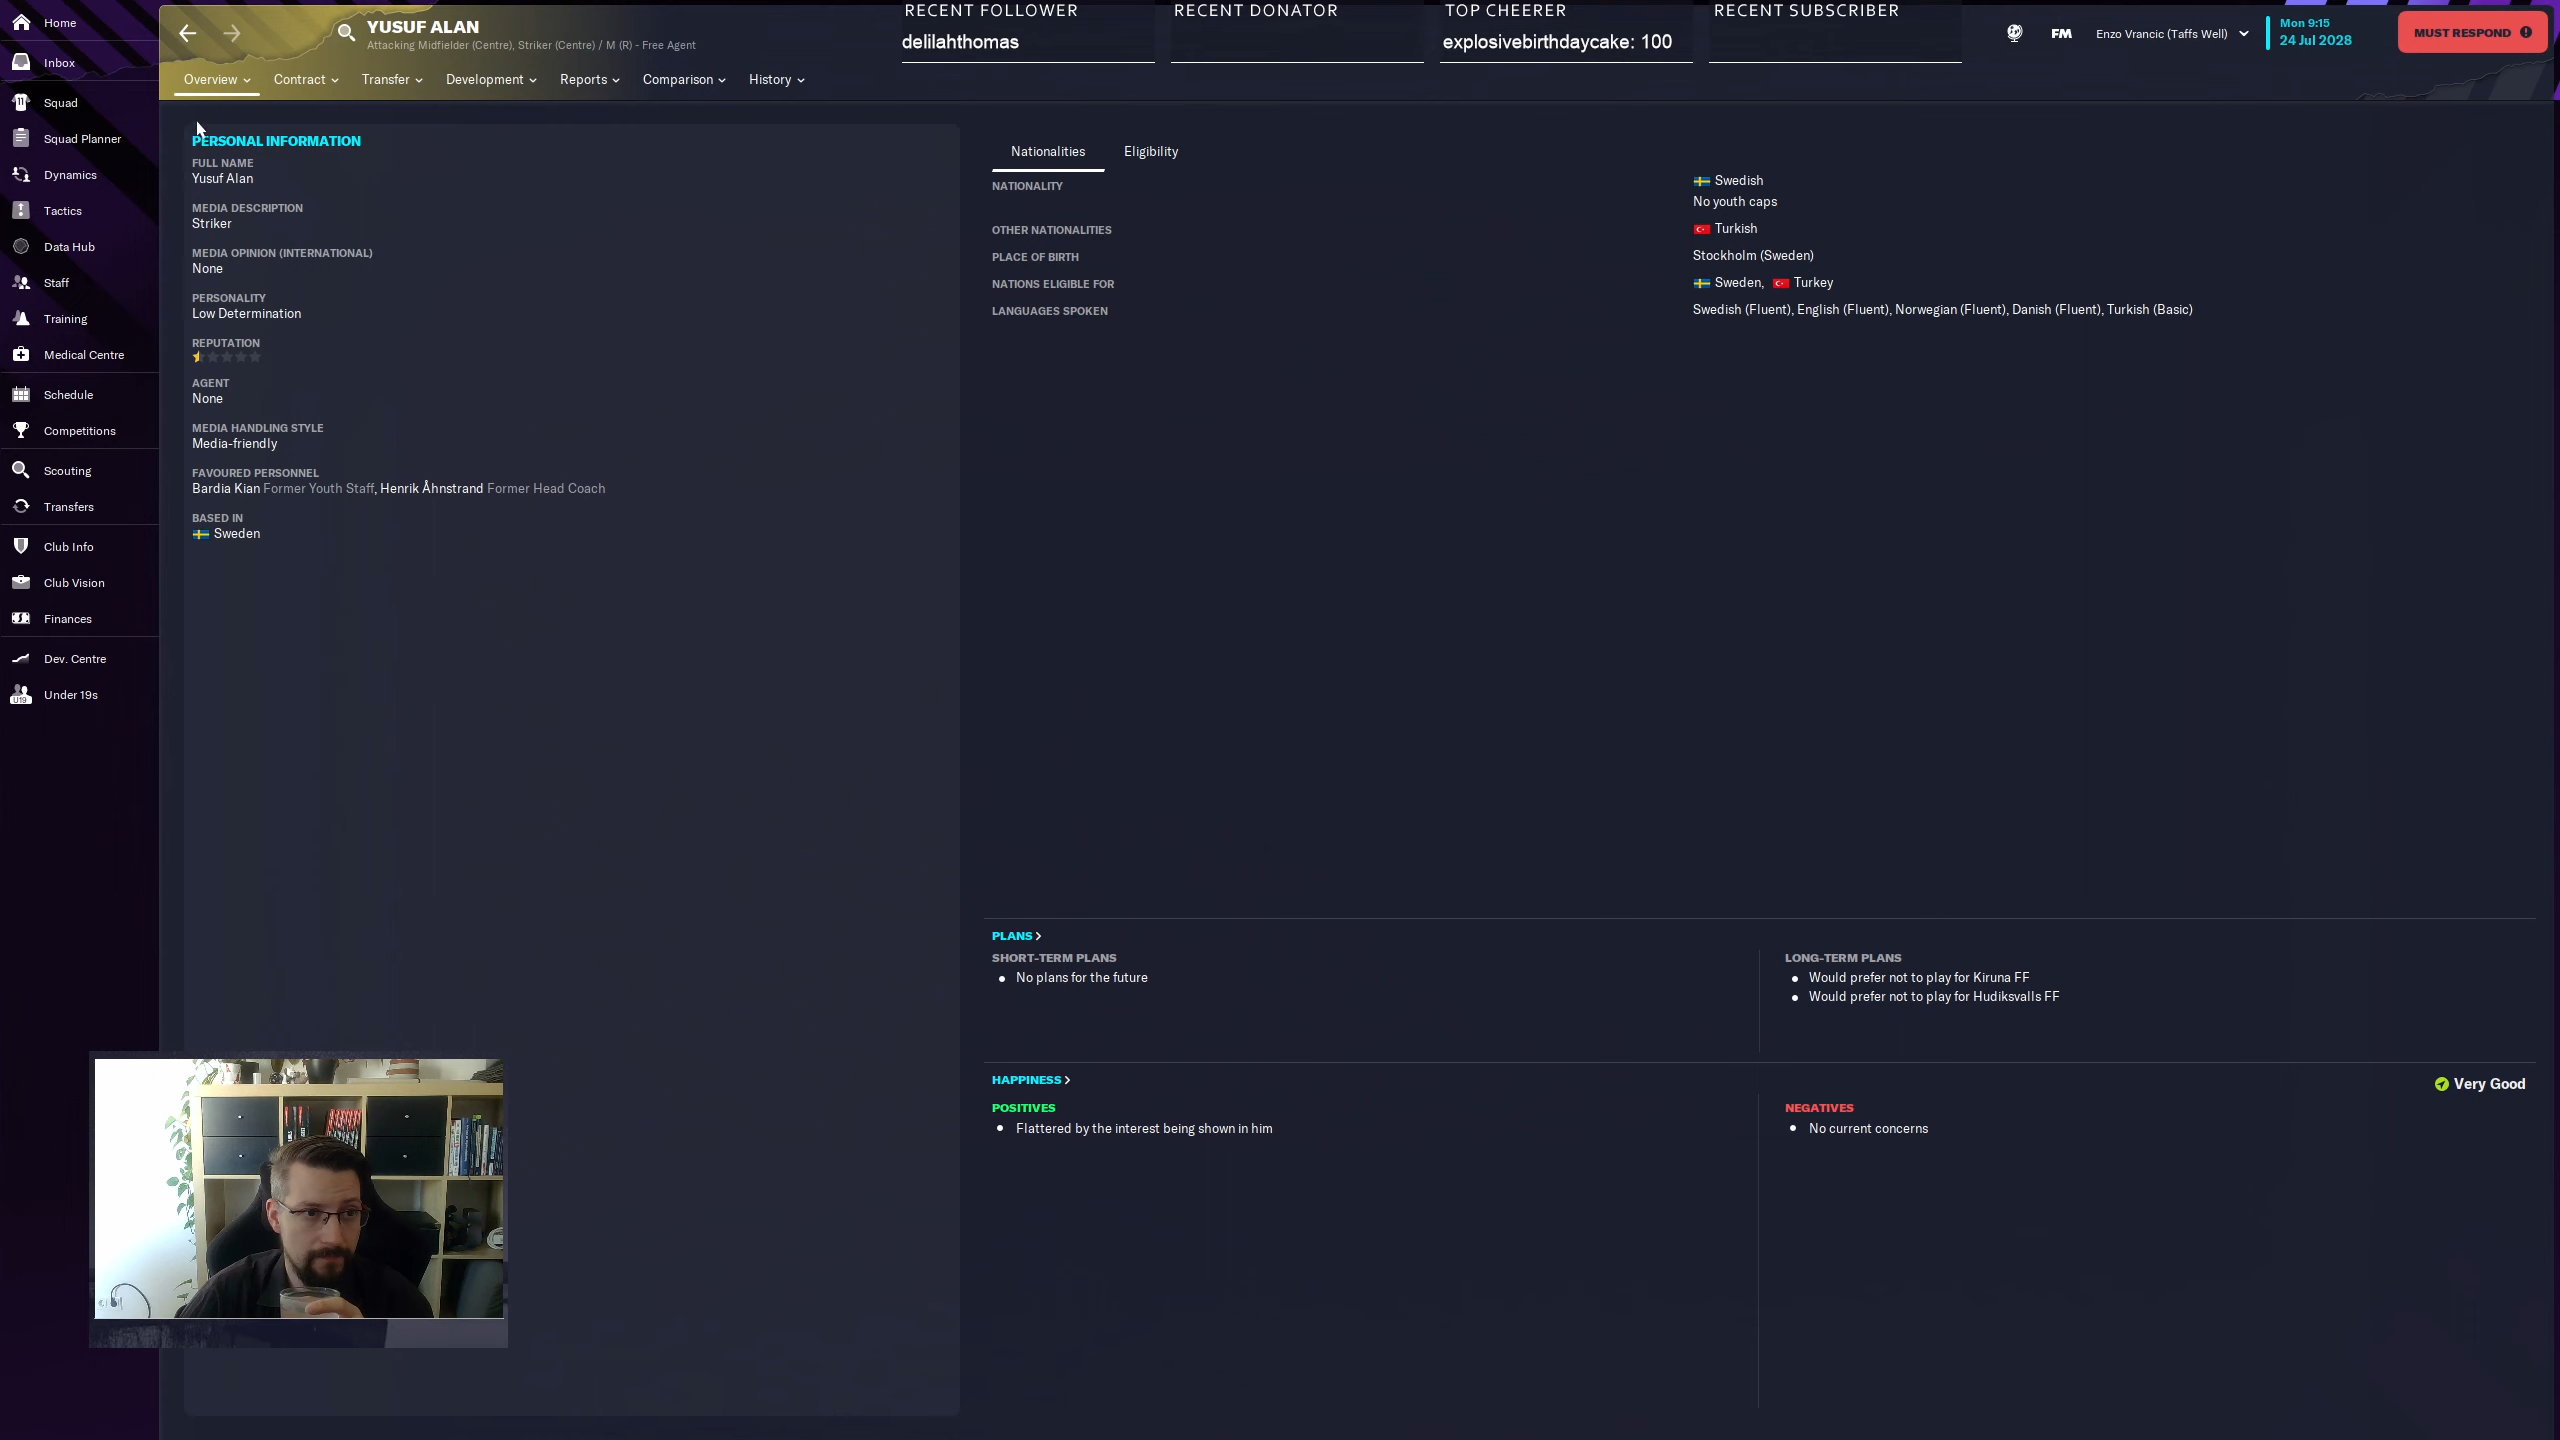 Home
Inbox
Squad
Squad Planner
Dynamics
Tactics
Data Hub
Staff
Training
Medical Centre
Schedule
Competitions
Scouting
Transfers
Club Info
Club Vision
Finances
Dev. Centre
U19
Under 19s
YUSUF ALAN
Attacking Midfielder (Centre), Striker (Centre) / M (R) - Free Agent
RECENT FOLLOWER
delilahthomas
RECENT DONATOR
TOP CHEERER
explosivebirthdaycake: 100
RECENT SUBSCRIBER
FM
Enzo Vrancic (Taffs Well)
Mon 9:15
24 Jul 2028
MUST RESPOND
Overview Contract Transfer Development Reports Comparison History
PERSONAL INFORMATION
FULL NAME
Yusuf Alan
MEDIA DESCRIPTION
Striker
MEDIA OPINION (INTERNATIONAL)
None
PERSONALITY
Low Determination
REPUTATION
AGENT
None
MEDIA HANDLING STYLE
Media-friendly
FAVOURED PERSONNEL
Bardia Kian Former Youth Staff, Henrik Åhnstrand Former Head Coach
BASED IN
Sweden
Nationalities Eligibility
NATIONALITY
Swedish
No youth caps
OTHER NATIONALITIES
Turkish
PLACE OF BIRTH
Stockholm (Sweden)
NATIONS ELIGIBLE FOR
Sweden, Turkey
LANGUAGES SPOKEN
Swedish (Fluent), English (Fluent), Norwegian (Fluent), Danish (Fluent), Turkish (Basic)
PLANS >
SHORT-TERM PLANS
• No plans for the future
LONG-TERM PLANS
• Would prefer not to play for Kiruna FF
• Would prefer not to play for Hudiksvalls FF
HAPPINESS >
Very Good
POSITIVES
• Flattered by the interest being shown in him
NEGATIVES
• No current concerns